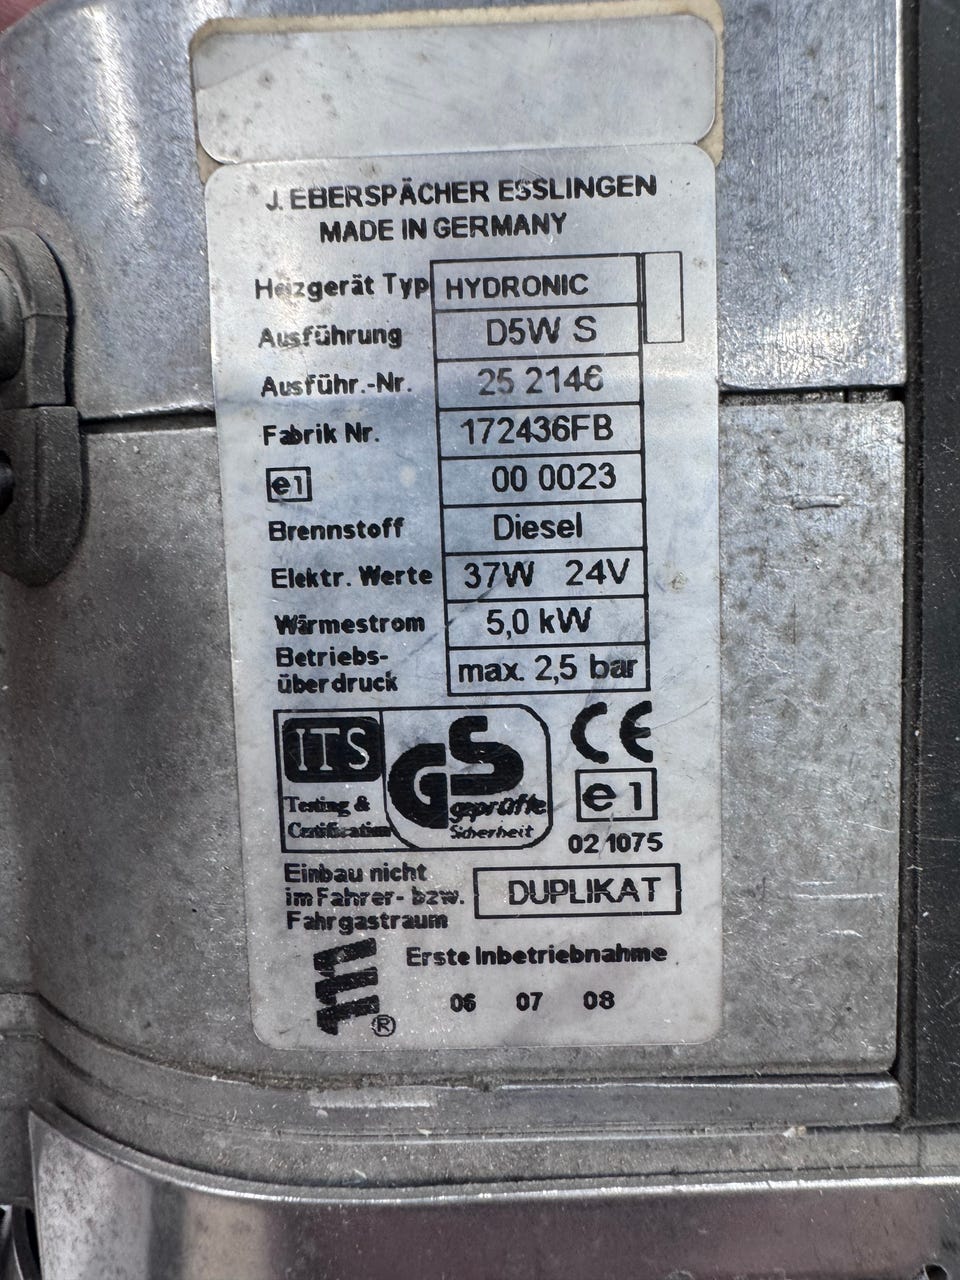 J. EBERSPÄCHER ESSLINGEN
MADE IN GERMANY
Heizgerät Typ HYDRONIC
Ausführung D5W S
Ausführ.-Nr. 25 2146
Fabrik Nr. 172436FB
e1 00 0023
Brennstoff Diesel
Elektr. Werte 37W 24V
Wärmestrom 5,0 kW
Betriebs-
überdruck max. 2,5 bar
ITS
Testing &
Certification
GS
geprüfte
Sicherheit
CE
e1
02 1075
Einbau nicht
im Fahrer- bzw.
Fahrgastraum
DUPLIKAT
Erste Inbetriebnahme
06 07 08
®